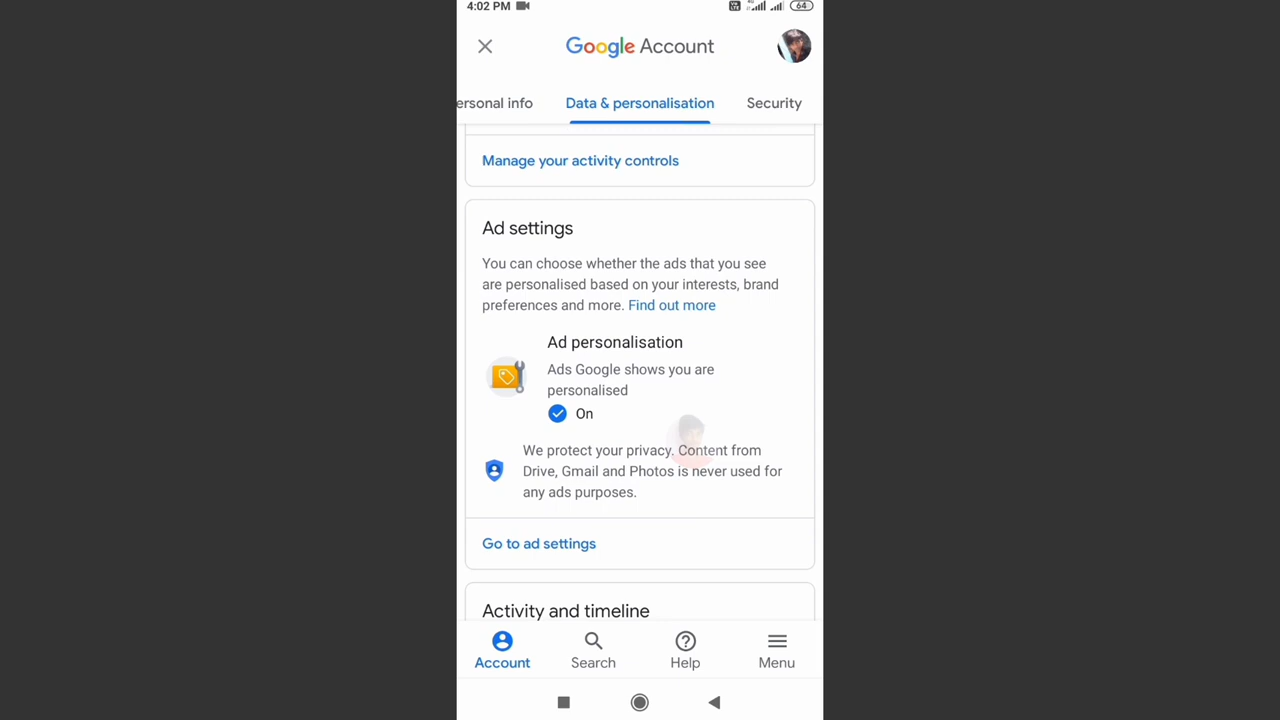 4:02 PM
64
Google Account
ersonal info
Data & personalisation
Security
Manage your activity controls
Ad settings
You can choose whether the ads that you see
are personalised based on your interests, brand
preferences and more. Find out more
Ad personalisation
Ads Google shows you are
personalised
On
We protect your privacy. Content from
Drive, Gmail and Photos is never used for
any ads purposes.
Go to ad settings
Activity and timeline
Account
Search
Help
Menu